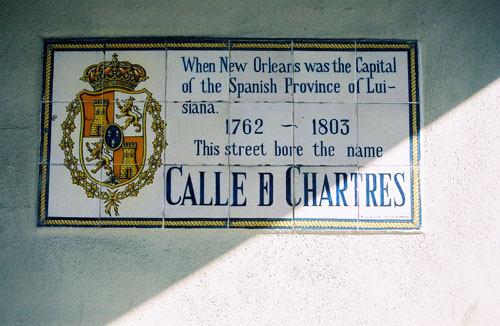 When New Orleans was the Capital
of the Spanish Province of Lui-
siaña.
1762 ~ 1803
This street bore the name
CALLE D CHARTRES